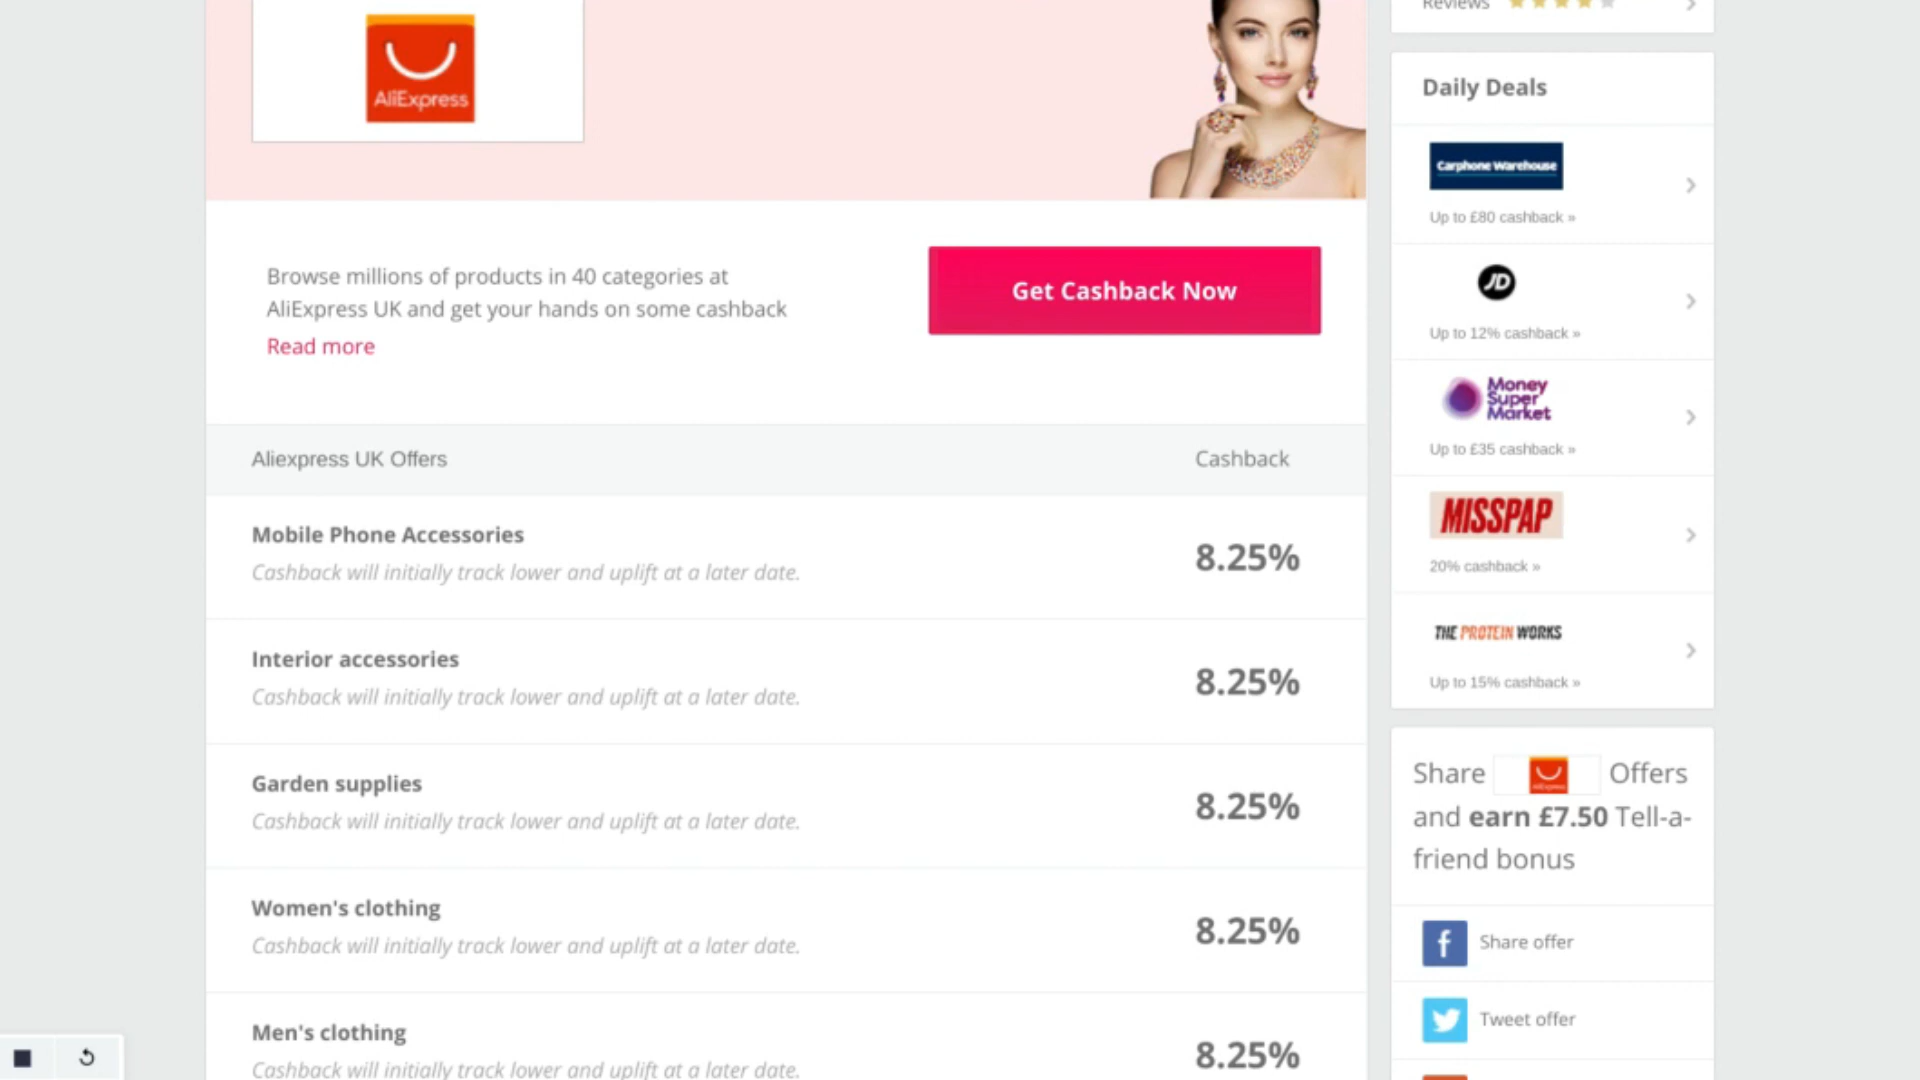 AliExpress
Browse millions of products in 40 categories at
AliExpress UK and get your hands on some cashback
Read more
Get Cashback Now
Aliexpress UK Offers
Cashback
Mobile Phone Accessories
Cashback will initially track lower and uplift at a later date.
8.25%
Interior accessories
Cashback will initially track lower and uplift at a later date.
8.25%
Garden supplies
Cashback will initially track lower and uplift at a later date.
8.25%
Women's clothing
Cashback will initially track lower and uplift at a later date.
8.25%
Men's clothing
Cashback will initially track lower and uplift at a later date.
8.25%
Reviews
Daily Deals
Carphone Warehouse
Up to £80 cashback »
JD
Up to 12% cashback »
Money
Super
Market
Up to £35 cashback »
MISSPAP
20% cashback »
THE PROTEIN WORKS
Up to 15% cashback »
Share AliExpress Offers
and earn £7.50 Tell-a-
friend bonus
f
Share offer
Tweet offer